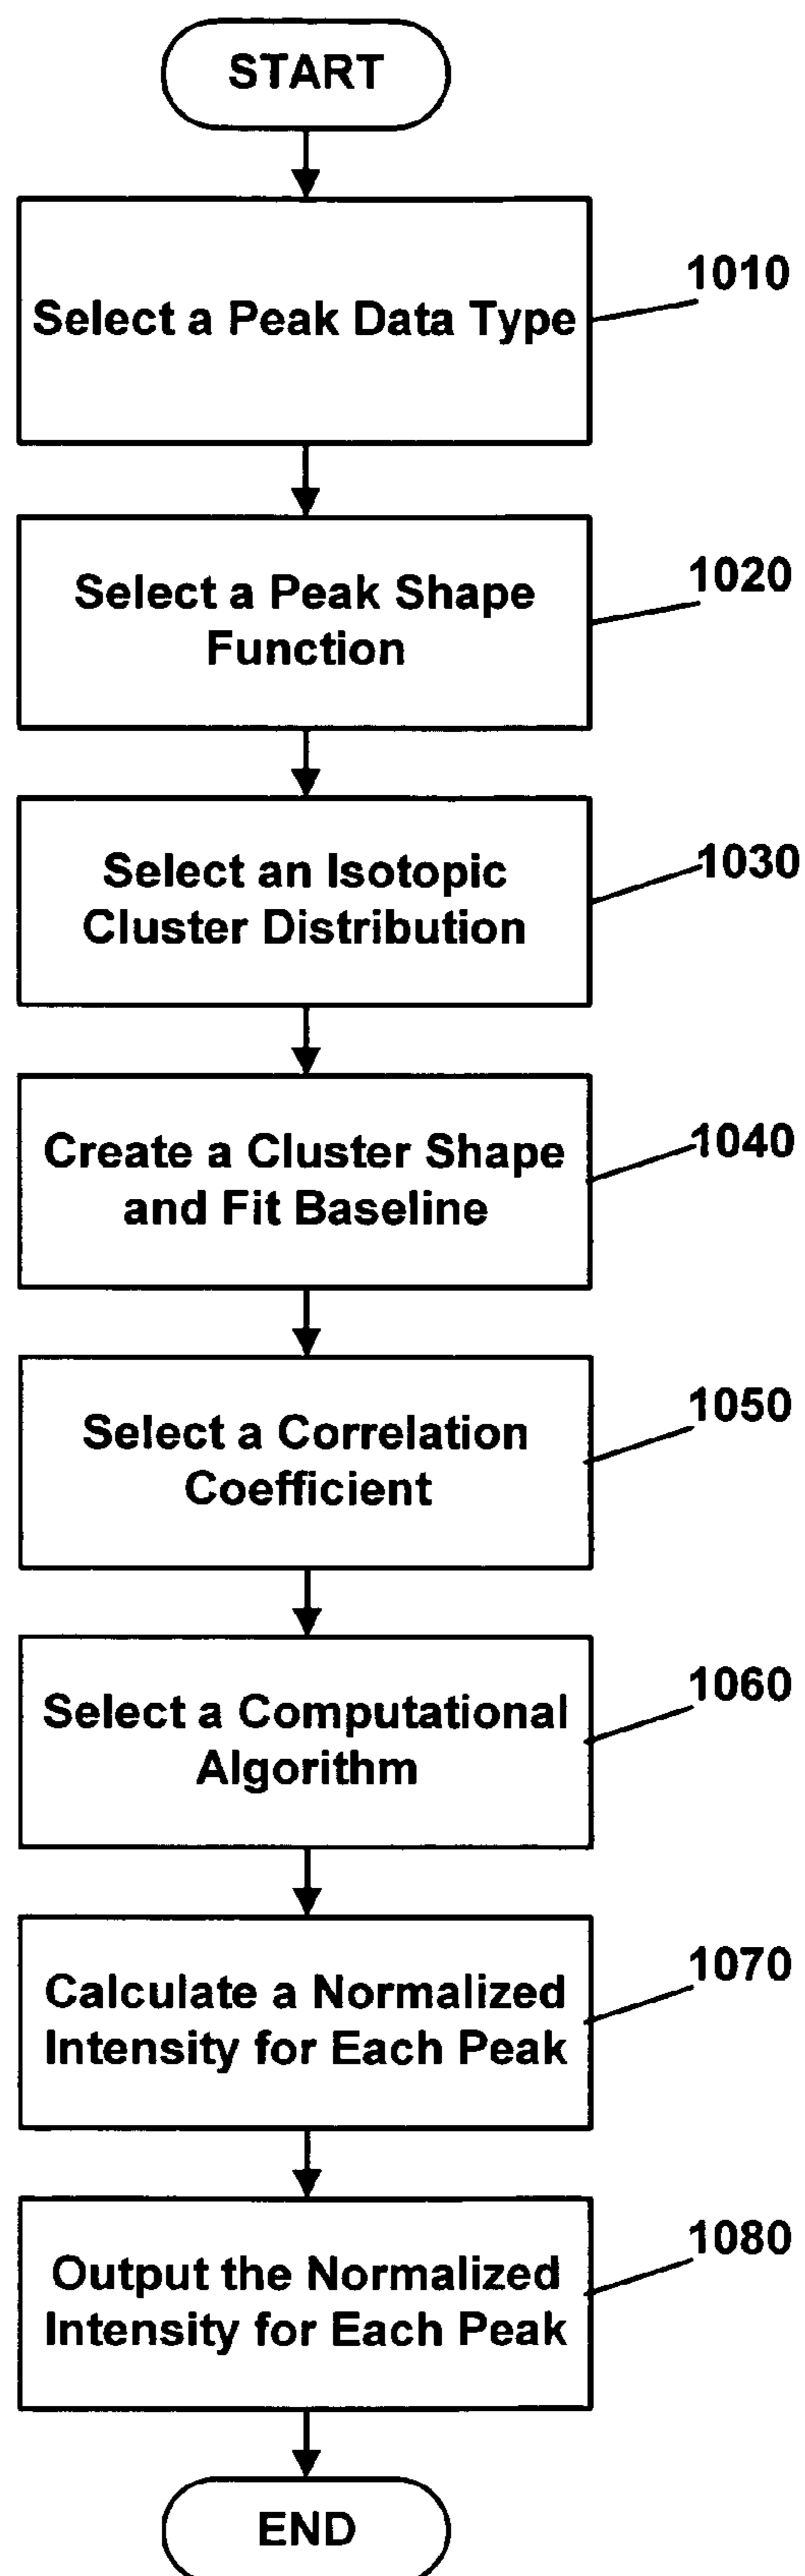 START
Select a Peak Data Type
1010
Select a Peak Shape
Function
1020
Select an Isotopic
Cluster Distribution
1030
Create a Cluster Shape
and Fit Baseline
1040
Select a Correlation
Coefficient
1050
Select a Computational
Algorithm
1060
Calculate a Normalized
Intensity for Each Peak
1070
Output the Normalized
Intensity for Each Peak
1080
END